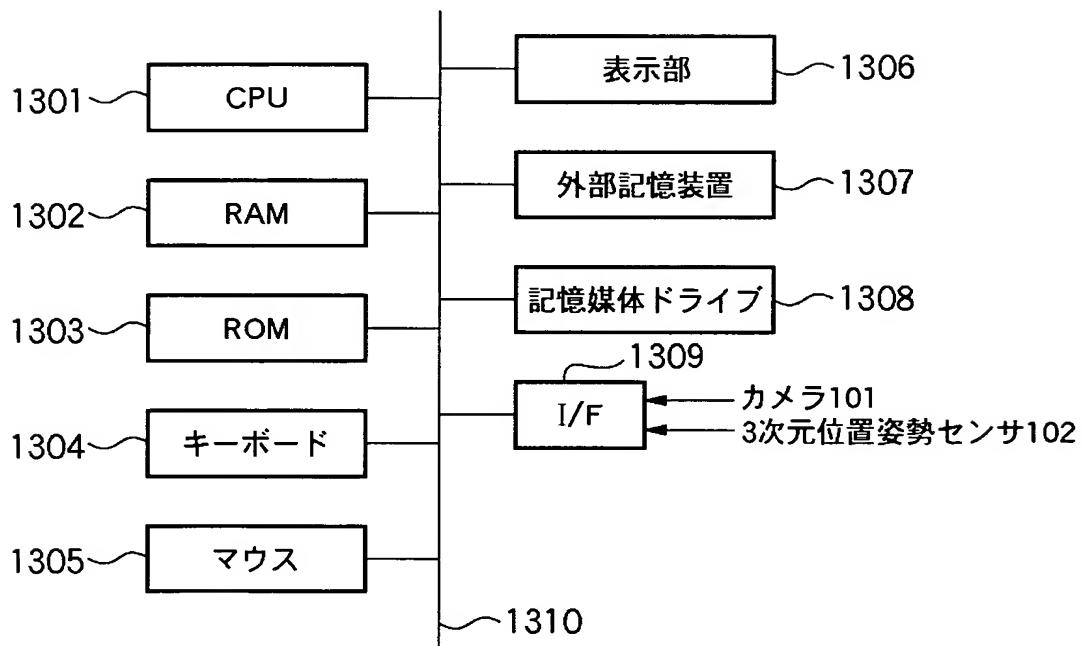 1301
CPU
1302
RAM
1303
ROM
1304
キーボード
1305
マウス
表示部
1306
外部記憶装置
1307
記憶媒体ドライブ
1308
1309
I/F
カメラ101
3次元位置姿勢センサ102
1310